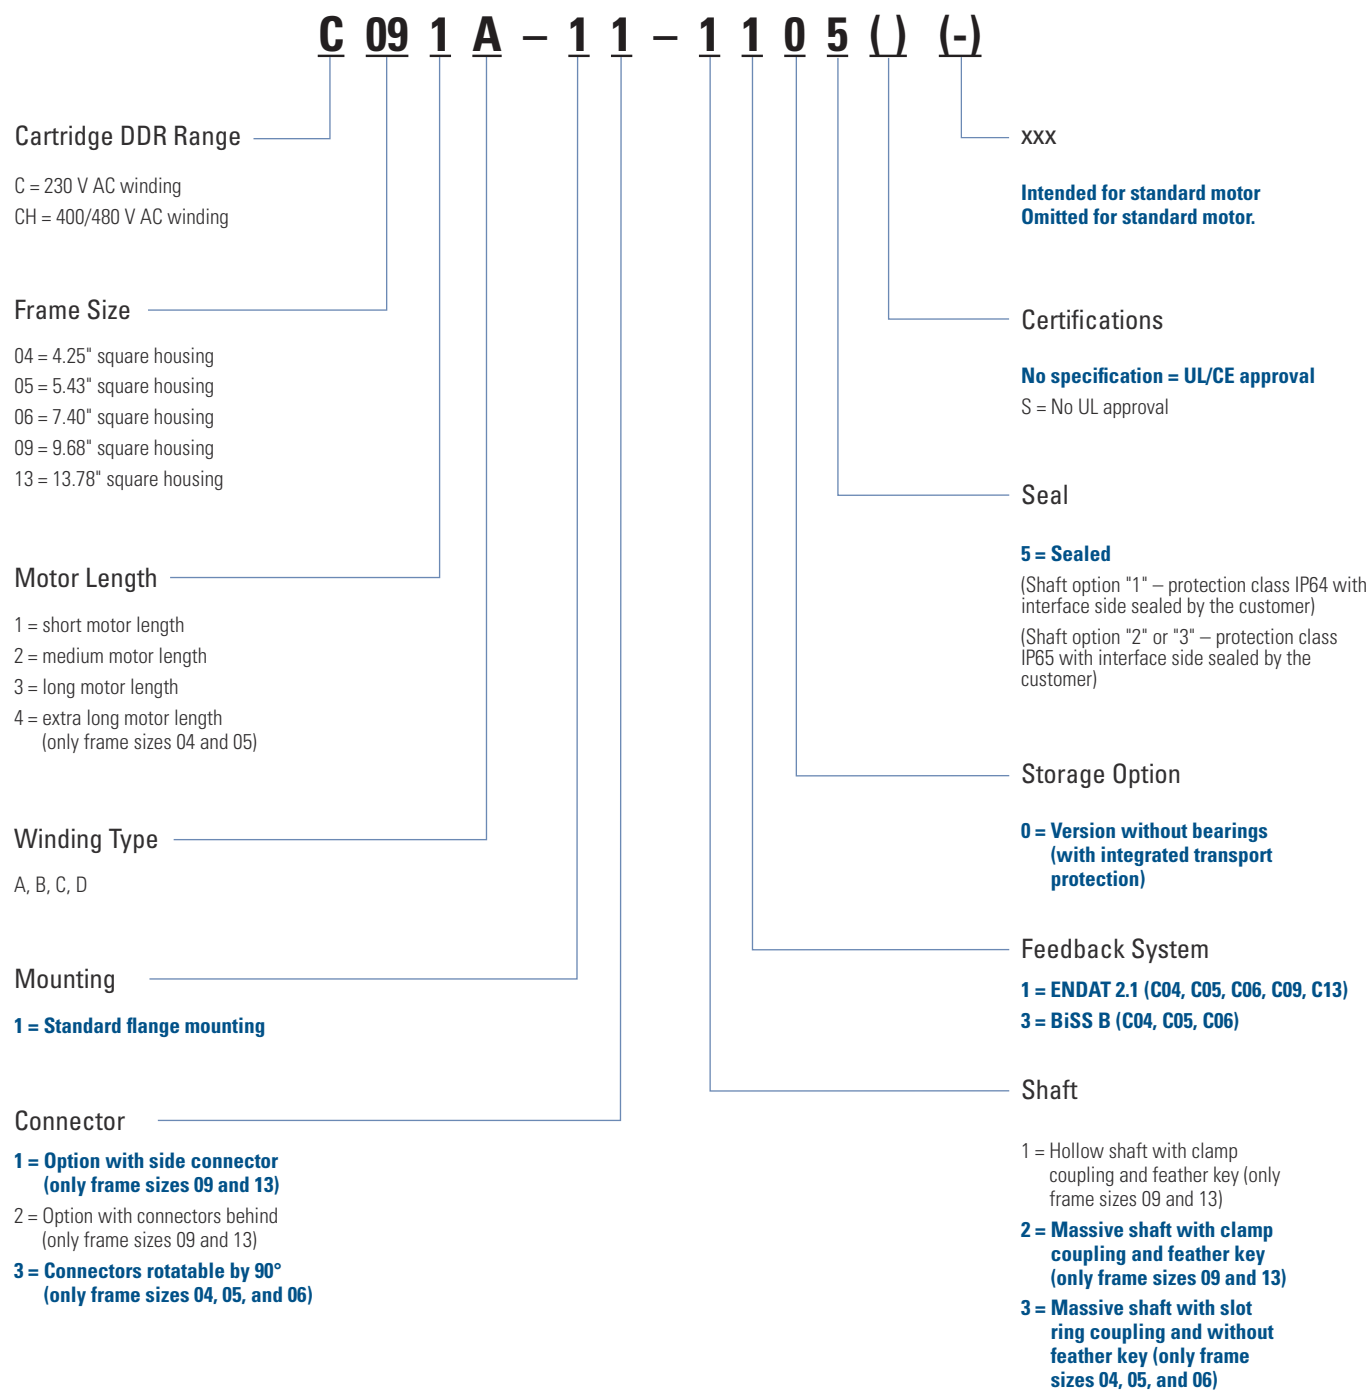 C 09 1 A – 1 1 – 1 1 0 5 ( ) (-)
Cartridge DDR Range
C = 230 V AC winding
CH = 400/480 V AC winding
Frame Size
04 = 4.25" square housing
05 = 5.43" square housing
06 = 7.40" square housing
09 = 9.68" square housing
13 = 13.78" square housing
Motor Length
1 = short motor length
2 = medium motor length
3 = long motor length
4 = extra long motor length
(only frame sizes 04 and 05)
Winding Type
A, B, C, D
Mounting
1 = Standard flange mounting
Connector
1 = Option with side connector
(only frame sizes 09 and 13)
2 = Option with connectors behind
(only frame sizes 09 and 13)
3 = Connectors rotatable by 90°
(only frame sizes 04, 05, and 06)
xxx
Intended for standard motor
Omitted for standard motor.
Certifications
No specification = UL/CE approval
S = No UL approval
Seal
5 = Sealed
(Shaft option "1" – protection class IP64 with
interface side sealed by the customer)
(Shaft option "2" or "3" – protection class
IP65 with interface side sealed by the
customer)
Storage Option
0 = Version without bearings
(with integrated transport
protection)
Feedback System
1 = ENDAT 2.1 (C04, C05, C06, C09, C13)
3 = BiSS B (C04, C05, C06)
Shaft
1 = Hollow shaft with clamp
coupling and feather key (only
frame sizes 09 and 13)
2 = Massive shaft with clamp
coupling and feather key
(only frame sizes 09 and 13)
3 = Massive shaft with slot
ring coupling and without
feather key (only frame
sizes 04, 05, and 06)